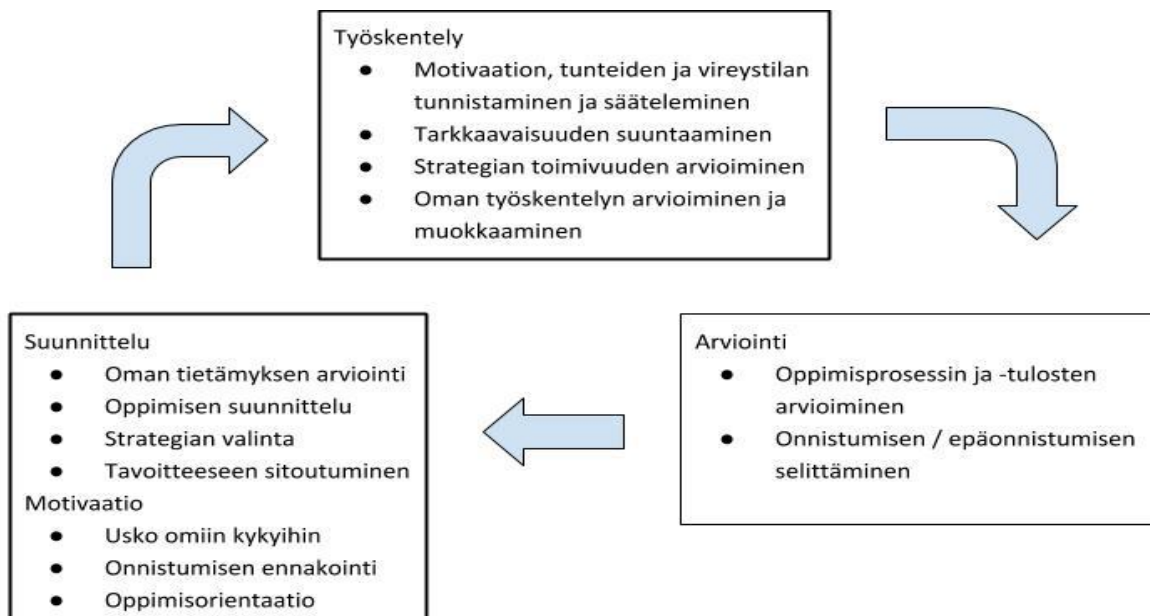 Työskentely
● Motivaation, tunteiden ja vireystilan
tunnistaminen ja sääteleminen
● Tarkkaavaisuuden suuntaaminen
● Strategian toimivuuden arvioiminen
● Oman työskentelyn arvioiminen ja
muokkaaminen
Suunnittelu
● Oman tietämyksen arviointi
● Oppimisen suunnittelu
● Strategian valinta
● Tavoitteeseen sitoutuminen
Motivaatio
● Usko omiin kykyihin
● Onnistumisen ennakointi
● Oppimisorientaatio
Arviointi
● Oppimisprosessin ja -tulosten
arvioiminen
● Onnistumisen / epäonnistumisen
selittäminen